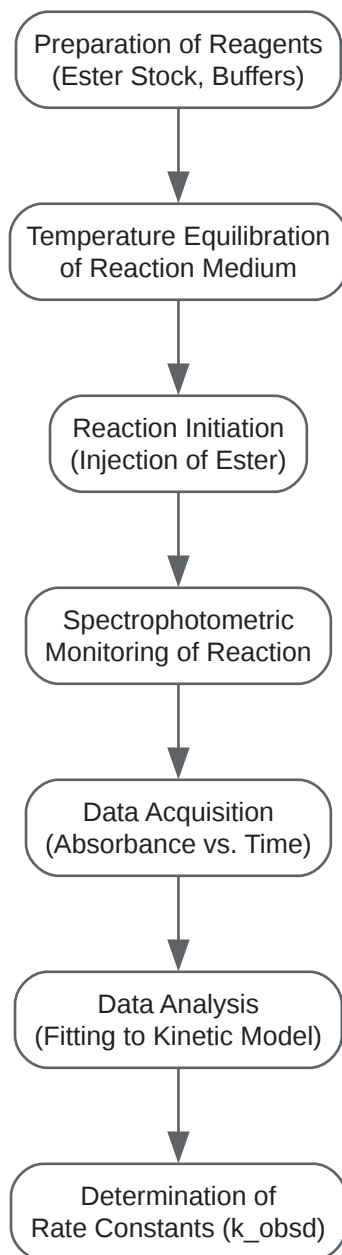 Preparation of Reagents
(Ester Stock, Buffers)
Temperature Equilibration
of Reaction Medium
Reaction Initiation
(Injection of Ester)
Spectrophotometric
Monitoring of Reaction
Data Acquisition
(Absorbance vs. Time)
Data Analysis
(Fitting to Kinetic Model)
Determination of
Rate Constants (k_obsd)